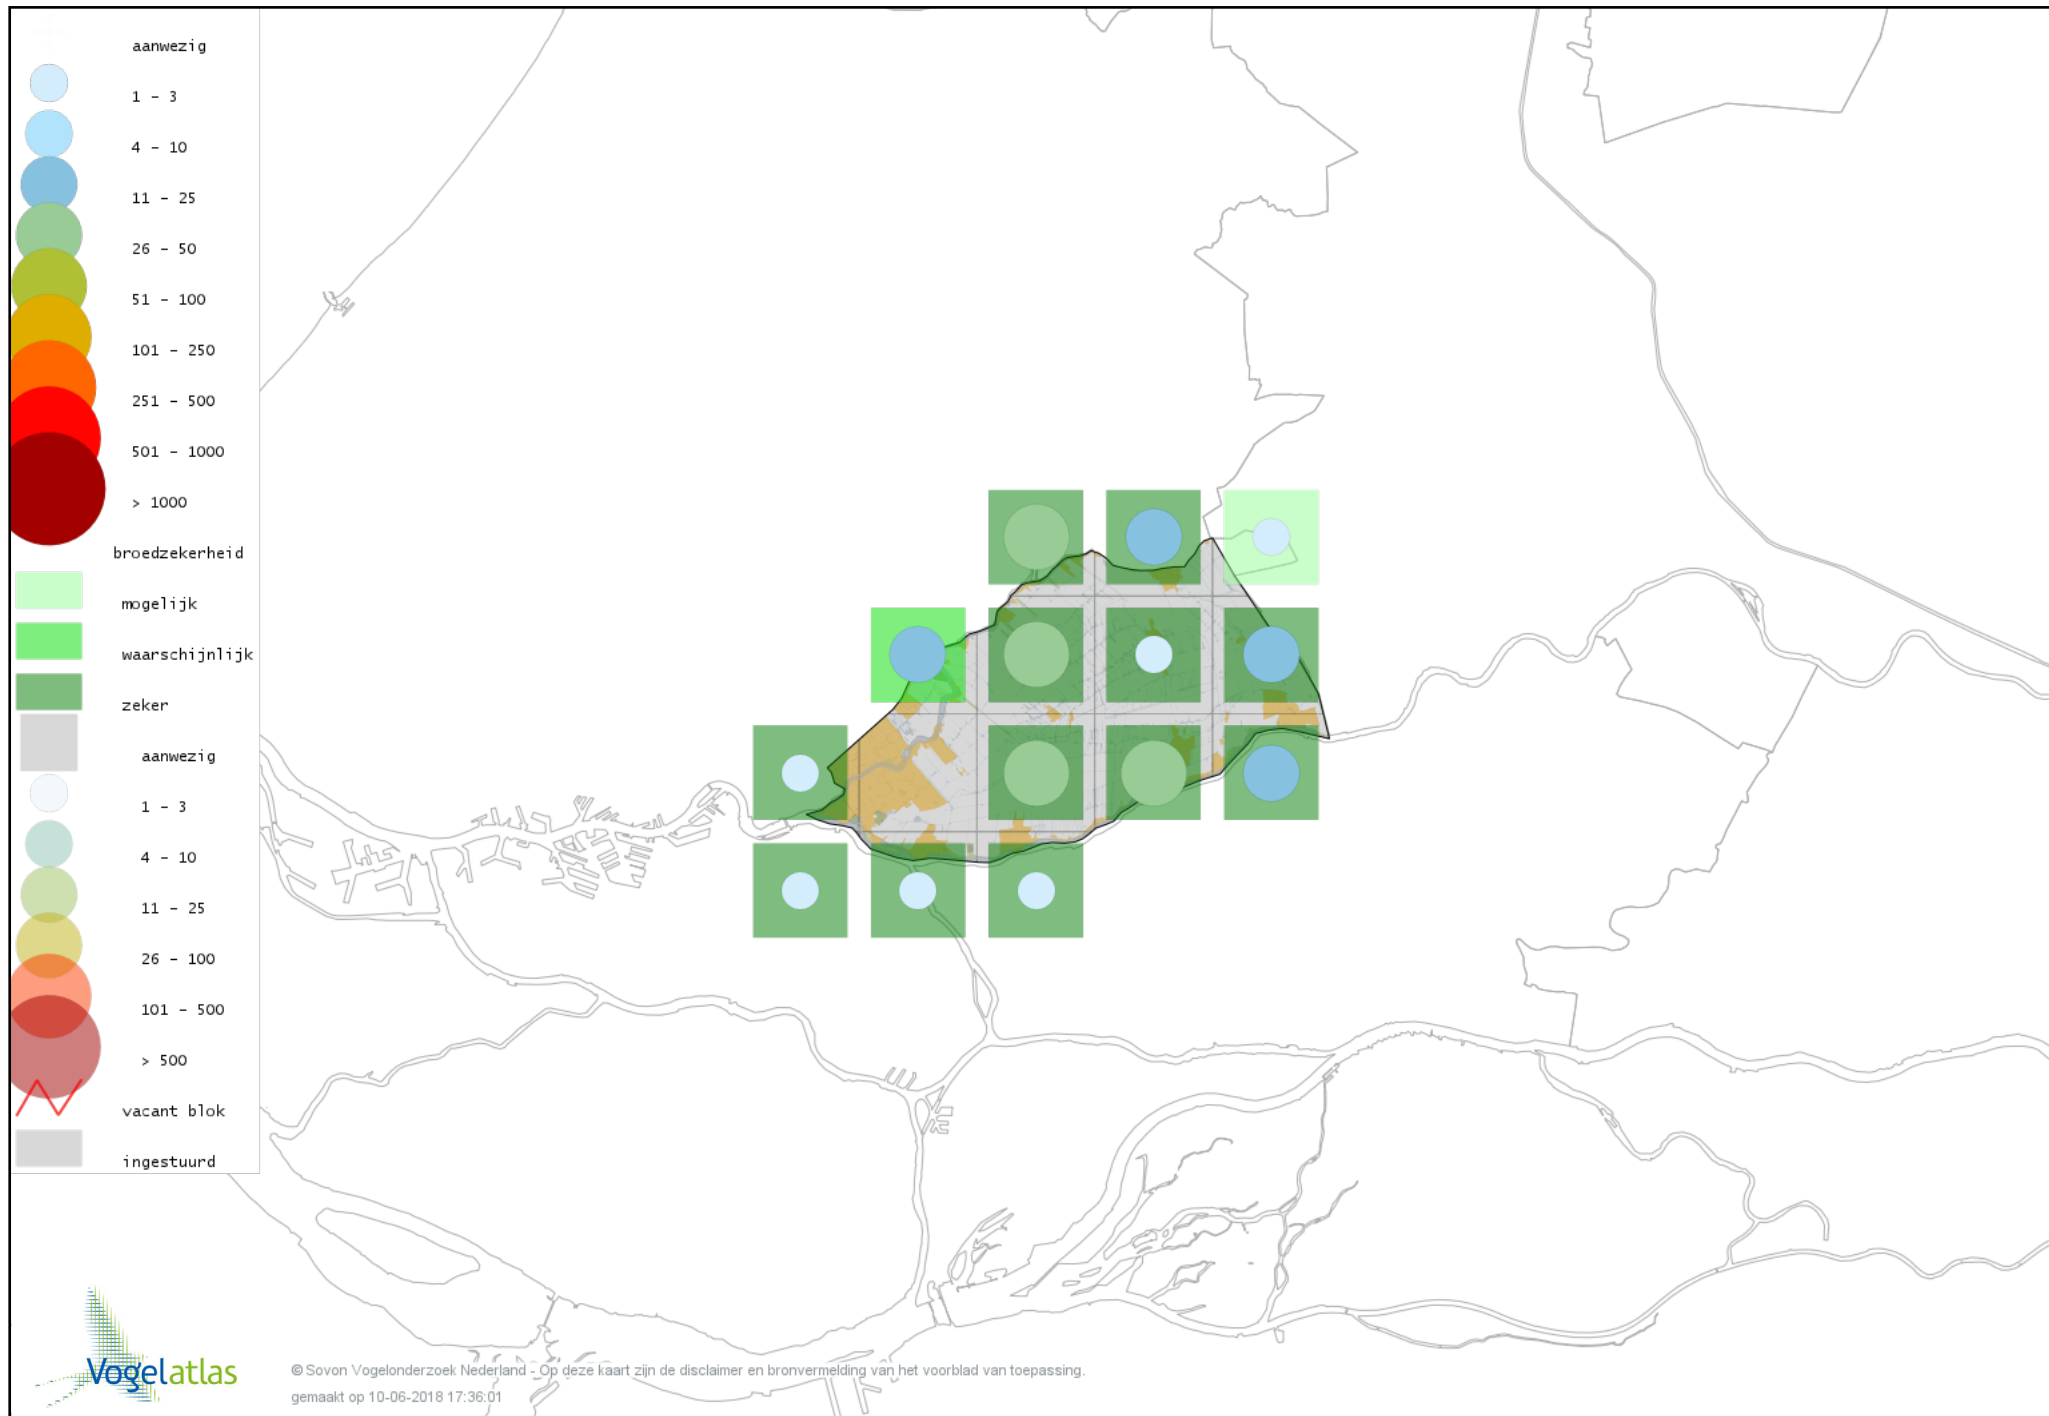 aanwezig
1 - 3
4 - 10
11 - 25
26 - 50
51 - 100
101 - 250
251 - 500
501 - 1000
> 1000
broedzekerheid
mogelijk
waarschijnlijk
zeker
aanwezig
1 - 3
4 - 10
11 - 25
26 - 100
101 - 500
> 500
vacant blok
ingestuurd
Vogelatlas
© Sovon Vogelonderzoek Nederland - Op deze kaart zijn de disclaimer en bronvermelding van het voorblad van toepassing.
gemaakt op 10-06-2018 17:36:01